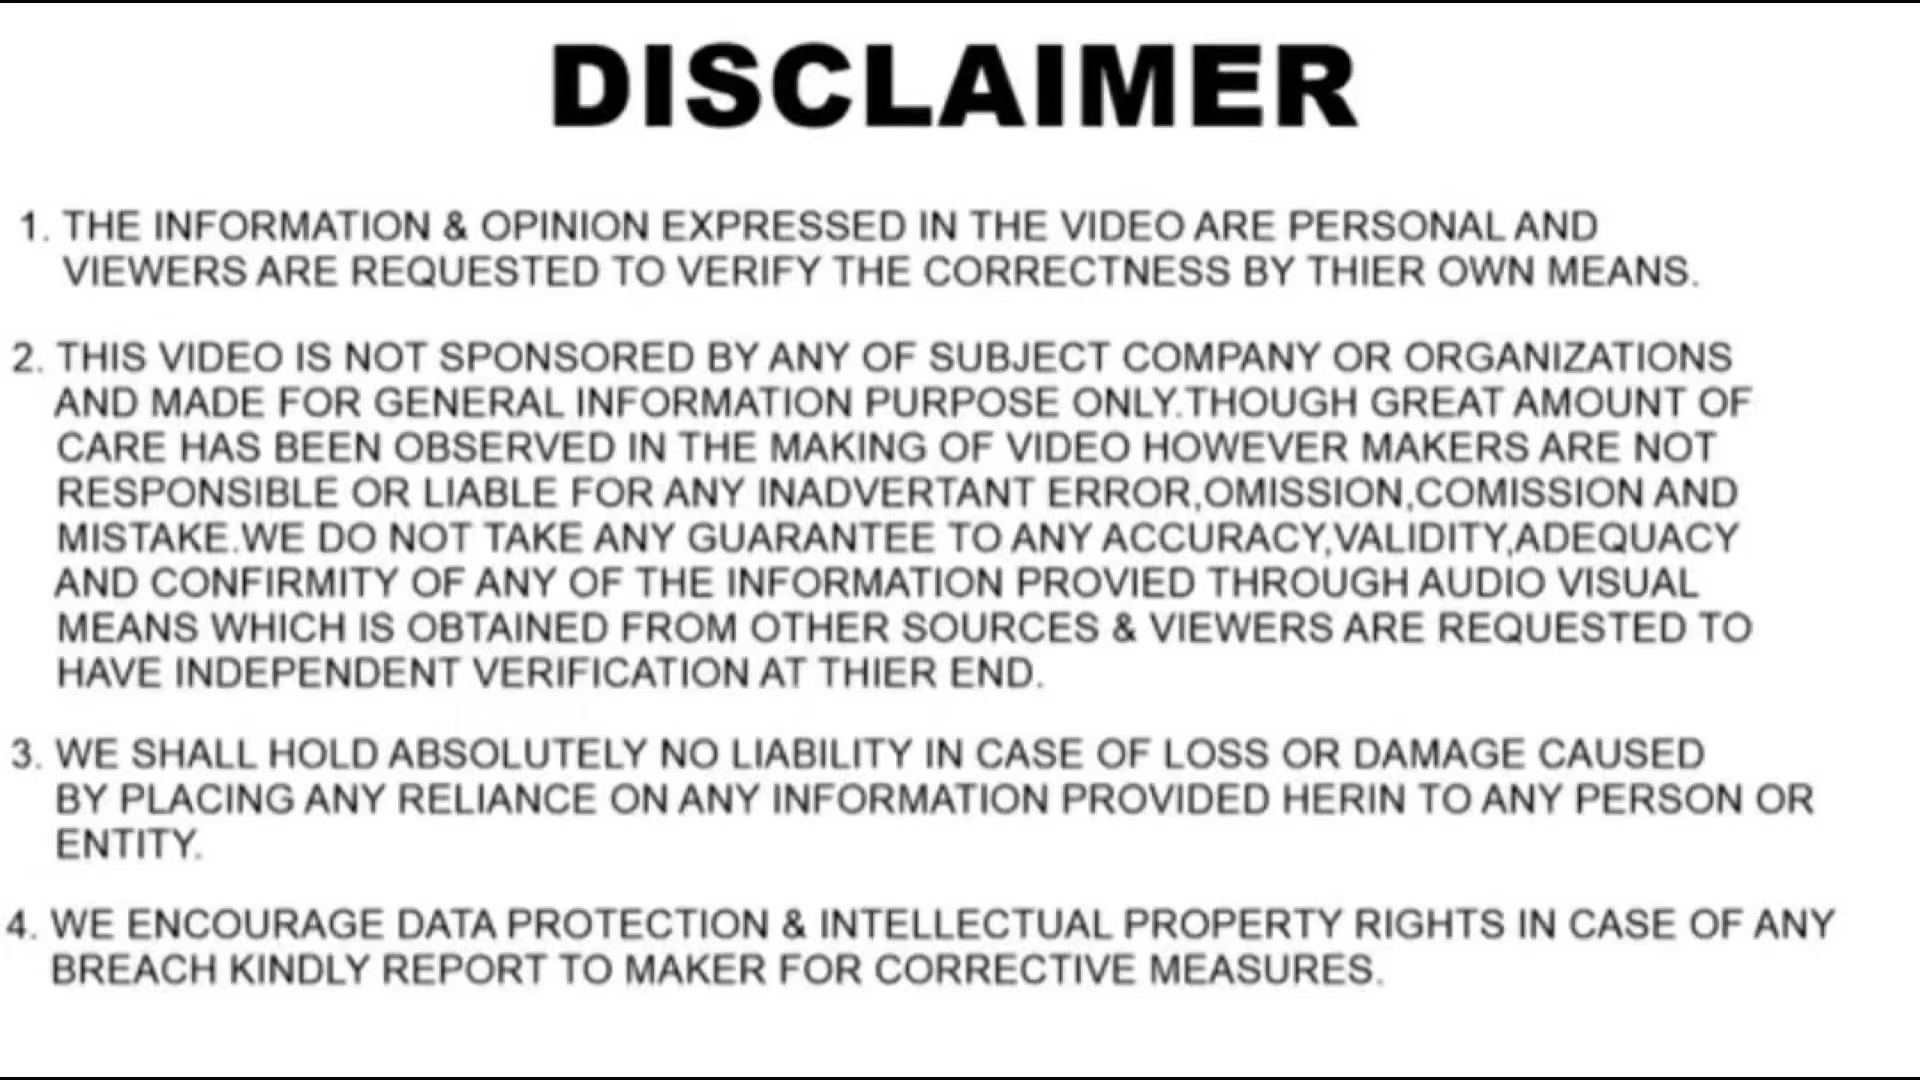 DISCLAIMER
1. THE INFORMATION & OPINION EXPRESSED IN THE VIDEO ARE PERSONAL AND
VIEWERS ARE REQUESTED TO VERIFY THE CORRECTNESS BY THIER OWN MEANS.
2. THIS VIDEO IS NOT SPONSORED BY ANY OF SUBJECT COMPANY OR ORGANIZATIONS
AND MADE FOR GENERAL INFORMATION PURPOSE ONLY.THOUGH GREAT AMOUNT OF
CARE HAS BEEN OBSERVED IN THE MAKING OF VIDEO HOWEVER MAKERS ARE NOT
RESPONSIBLE OR LIABLE FOR ANY INADVERTANT ERROR,OMISSION,COMISSION AND
MISTAKE.WE DO NOT TAKE ANY GUARANTEE TO ANY ACCURACY,VALIDITY,ADEQUACY
AND CONFIRMITY OF ANY OF THE INFORMATION PROVIED THROUGH AUDIO VISUAL
MEANS WHICH IS OBTAINED FROM OTHER SOURCES & VIEWERS ARE REQUESTED TO
HAVE INDEPENDENT VERIFICATION AT THIER END.
3. WE SHALL HOLD ABSOLUTELY NO LIABILITY IN CASE OF LOSS OR DAMAGE CAUSED
BY PLACING ANY RELIANCE ON ANY INFORMATION PROVIDED HERIN TO ANY PERSON OR
ENTITY.
4. WE ENCOURAGE DATA PROTECTION & INTELLECTUAL PROPERTY RIGHTS IN CASE OF ANY
BREACH KINDLY REPORT TO MAKER FOR CORRECTIVE MEASURES.